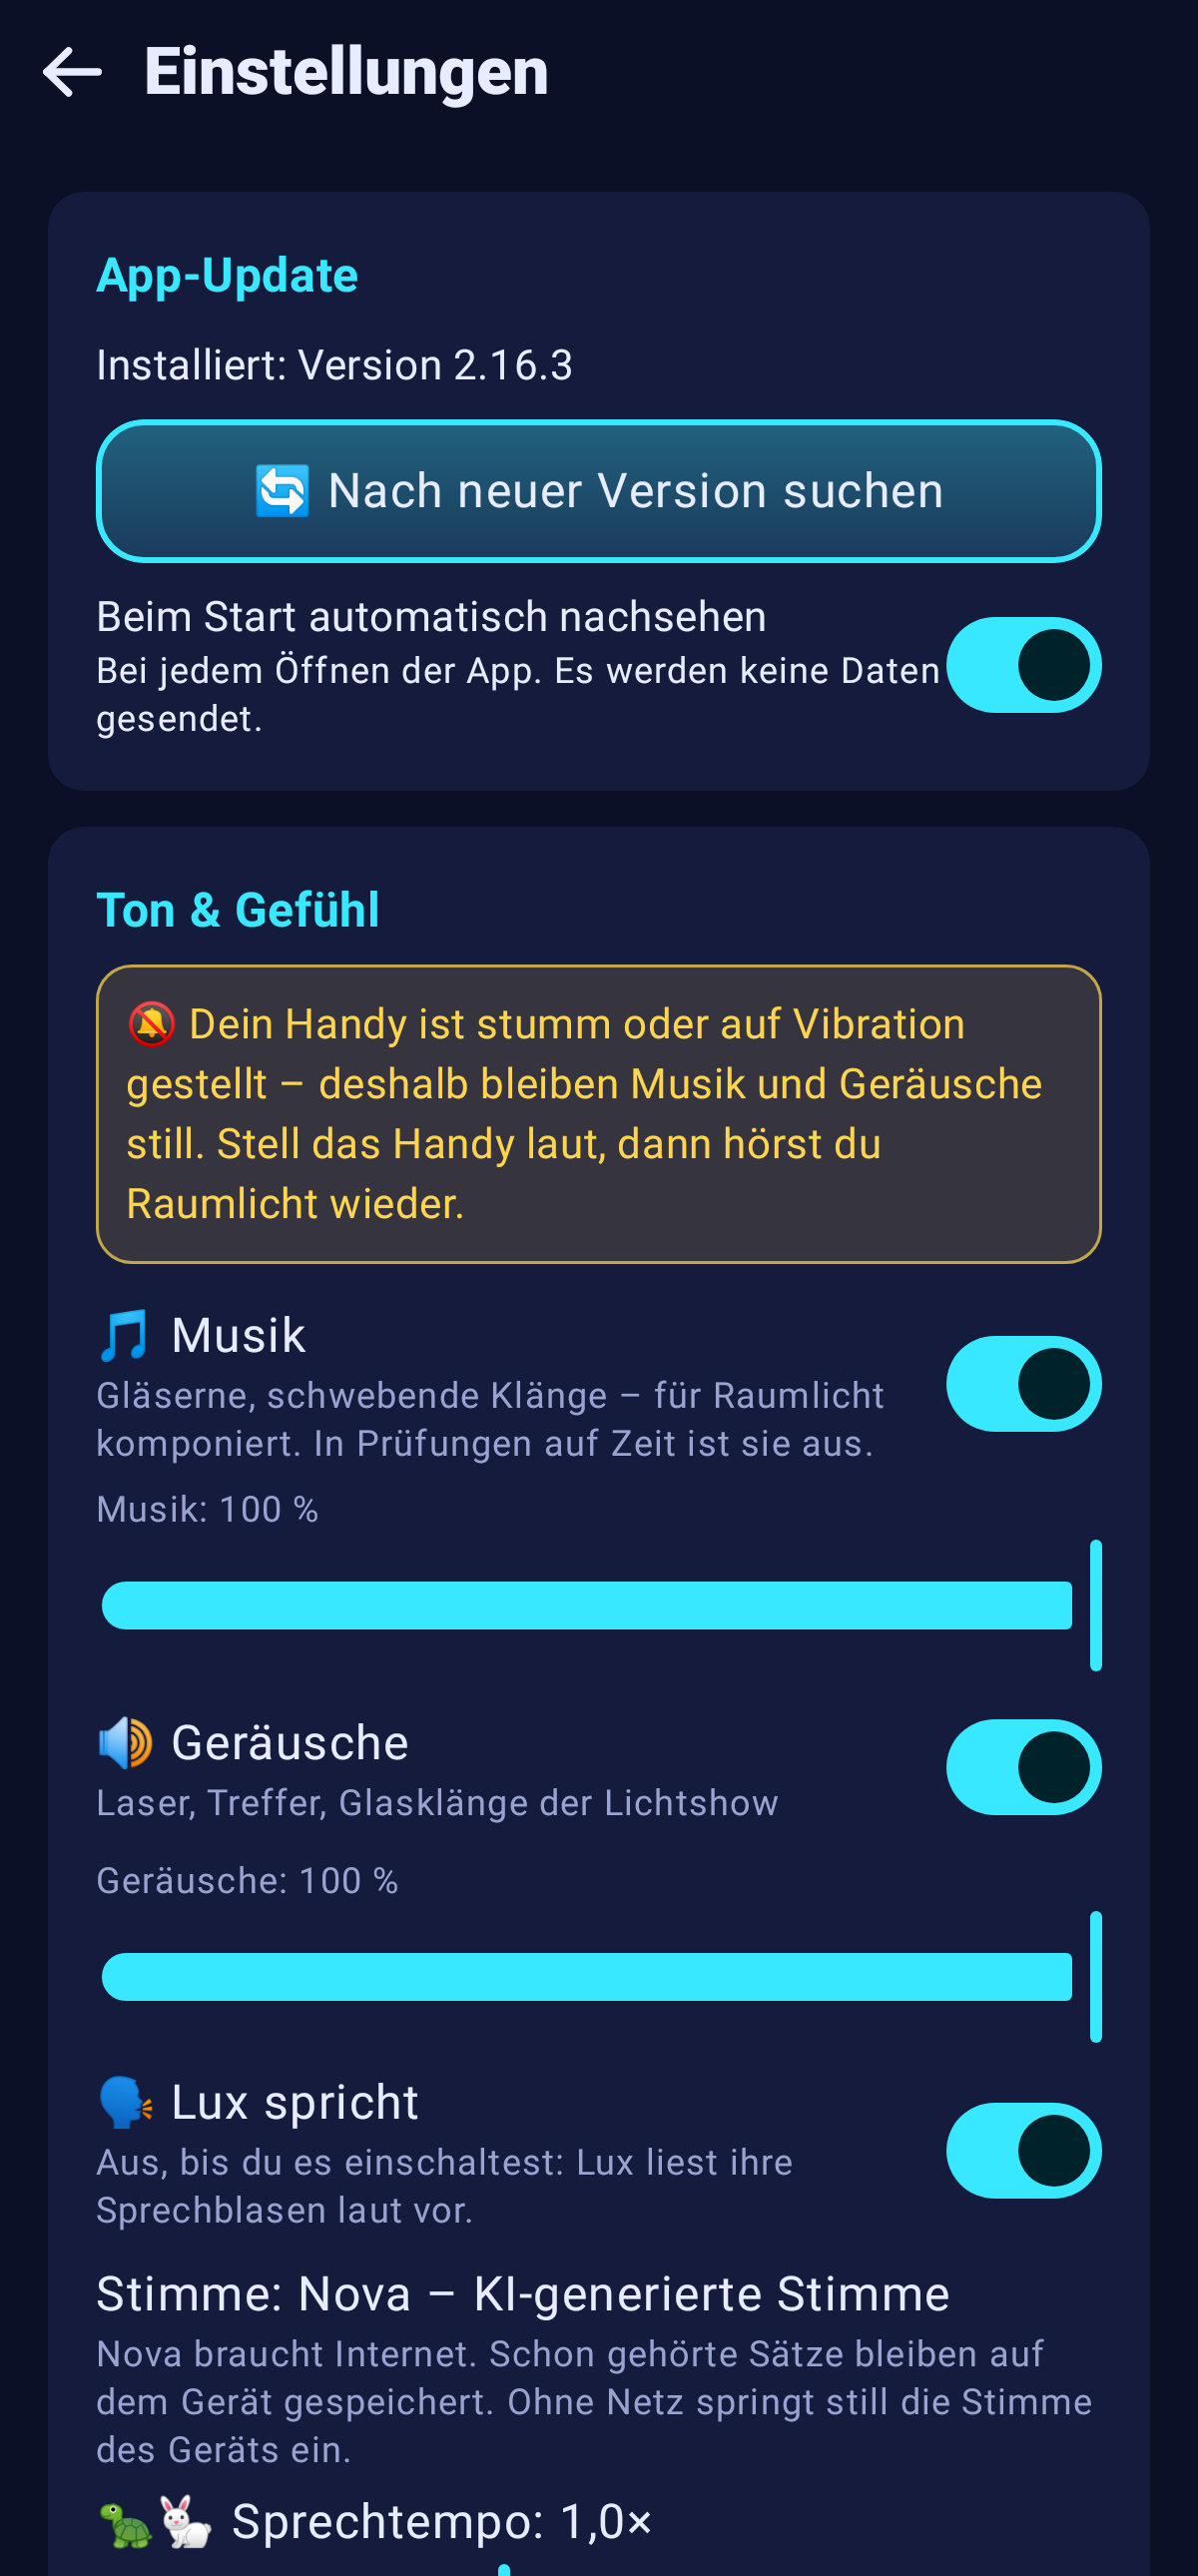 Einstellungen
App-Update
Installiert: Version 2.16.3
Nach neuer Version suchen
Beim Start automatisch nachsehen
Bei jedem Öffnen der App. Es werden keine Daten
gesendet.
Ton & Gefühl
Dein Handy ist stumm oder auf Vibration
gestellt – deshalb bleiben Musik und Geräusche
still. Stell das Handy laut, dann hörst du
Raumlicht wieder.
Musik
Gläserne, schwebende Klänge – für Raumlicht
komponiert. In Prüfungen auf Zeit ist sie aus.
Musik: 100 %
Geräusche
Laser, Treffer, Glasklänge der Lichtshow
Geräusche: 100 %
Lux spricht
Aus, bis du es einschaltest: Lux liest ihre
Sprechblasen laut vor.
Stimme: Nova – KI-generierte Stimme
Nova braucht Internet. Schon gehörte Sätze bleiben auf
dem Gerät gespeichert. Ohne Netz springt still die Stimme
des Geräts ein.
Sprechtempo: 1,0×